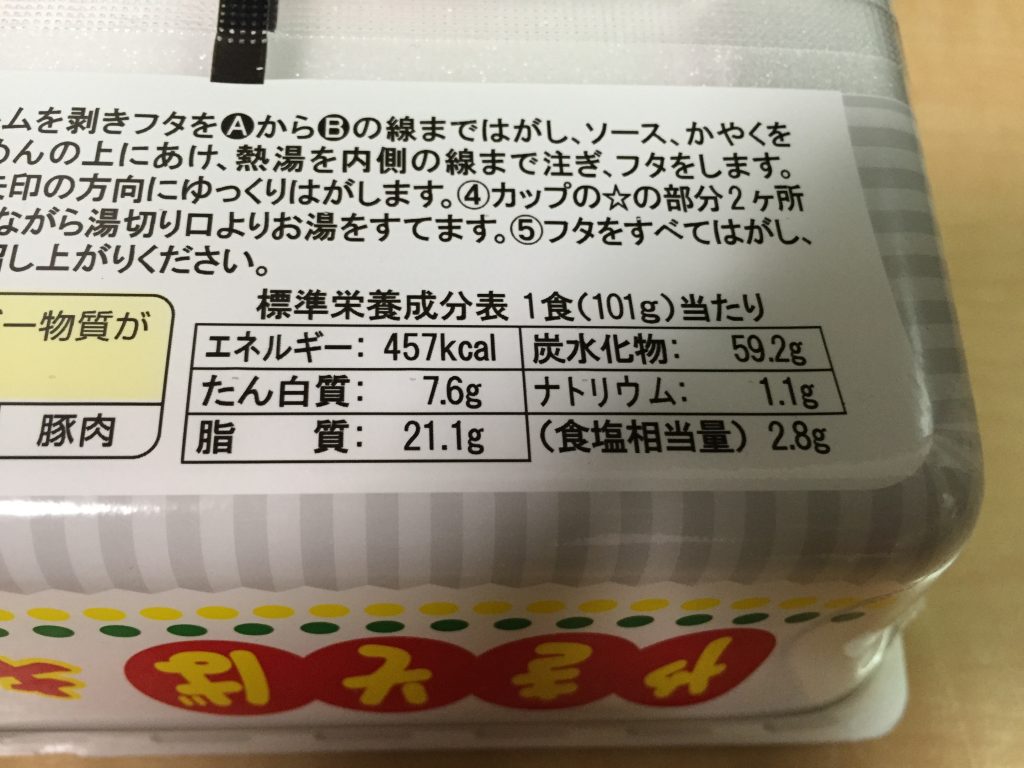 ムを剥きフタをⒶからⒷの線まではがし、ソース、かやくを
めんの上にあけ、熱湯を内側の線まで注ぎ、フタをします。
印の方向にゆっくりはがします。④カップの☆の部分2ヶ所
ながら湯切り口よりお湯をすてます。⑤フタをすべてはがし、
し上がりください。
標準栄養成分表 1食(101g)当たり
ー物質が
エネルギー: 457kcal 炭水化物: 59.2g
たん白質: 7.6g ナトリウム: 1.1g
豚肉
脂 質: 21.1g (食塩相当量) 2.8g
やきそば